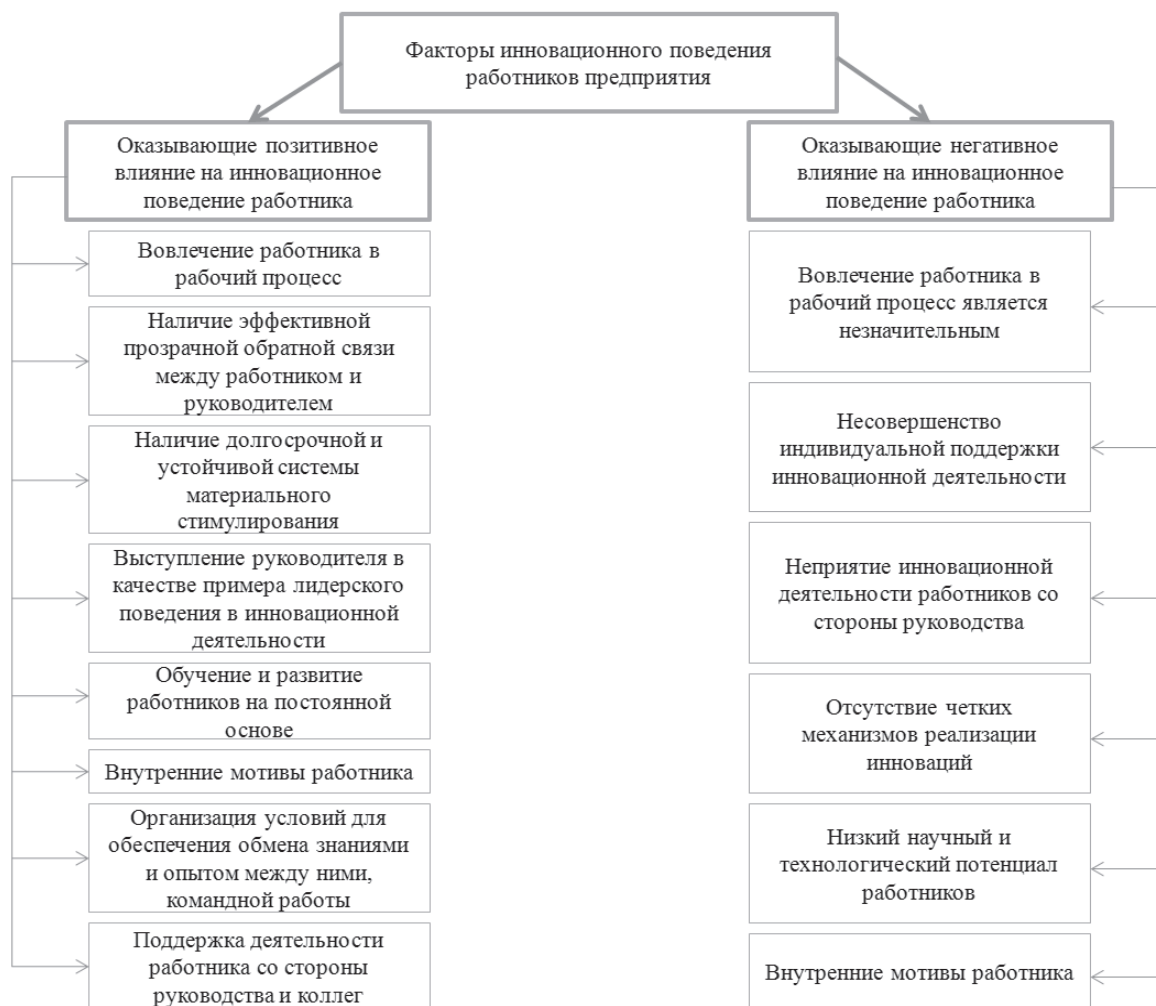 Факторы инновационного поведения
работников предприятия
Оказывающие позитивное
влияние на инновационное
поведение работника
Вовлечение работника в
рабочий процесс
Наличие эффективной
прозрачной обратной связи
между работником и
руководителем
Наличие долгосрочной и
устойчивой системы
материального
стимулирования
Выступление руководителя в
качестве примера лидерского
поведения в инновационной
деятельности
Обучение и развитие
работников на постоянной
основе
Внутренние мотивы работника
Организация условий для
обеспечения обмена знаниями
и опытом между ними,
командной работы
Поддержка деятельности
работника со стороны
руководства и коллег
Оказывающие негативное
влияние на инновационное
поведение работника
Вовлечение работника в
рабочий процесс является
незначительным
Несовершенство
индивидуальной поддержки
инновационной деятельности
Неприятие инновационной
деятельности работников со
стороны руководства
Отсутствие четких
механизмов реализации
инноваций
Низкий научный и
технологический потенциал
работников
Внутренние мотивы работника